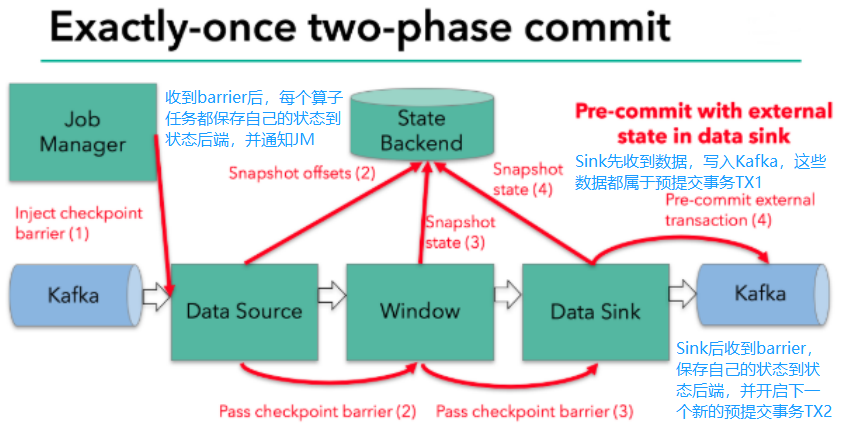 Exactly-once two-phase commit
Job
Manager
收到barrier后，每个算子
任务都保存自己的状态到
状态后端，并通知JM
State
Backend
Pre-commit with external
state in data sink
Sink先收到数据，写入Kafka，这些
数据都属于预提交事务TX1
Snapshot offsets (2)
Snapshot
state (4)
Pre-commit external
transaction (4)
Inject checkpoint
barrier (1)
Snapshot
state (3)
Kafka
Data Source
Window
Data Sink
Kafka
Sink后收到barrier，
保存自己的状态到状
态后端，并开启下一
个新的预提交事务TX2
Pass checkpoint barrier (2)
Pass checkpoint barrier (3)